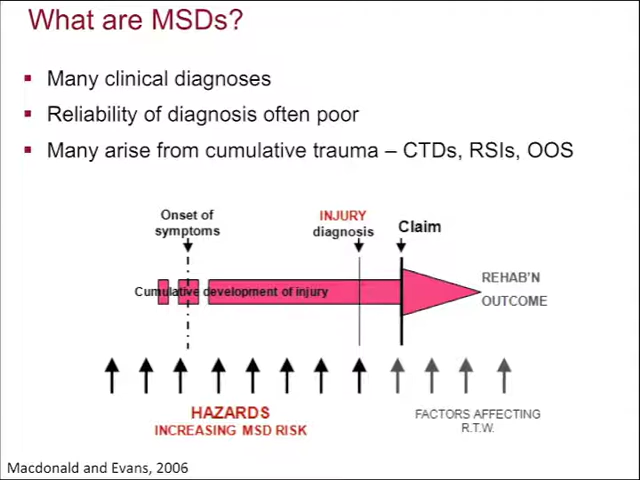 What are MSDs?
Many clinical diagnoses
Reliability of diagnosis often poor
Many arise from cumulative trauma – CTDs, RSIs, OOS
Onset of
symptoms
INJURY
diagnosis
Claim
Cumulative development of injury
REHAB'N
OUTCOME
HAZARDS
INCREASING MSD RISK
FACTORS AFFECTING
R.T.W.
Macdonald and Evans, 2006